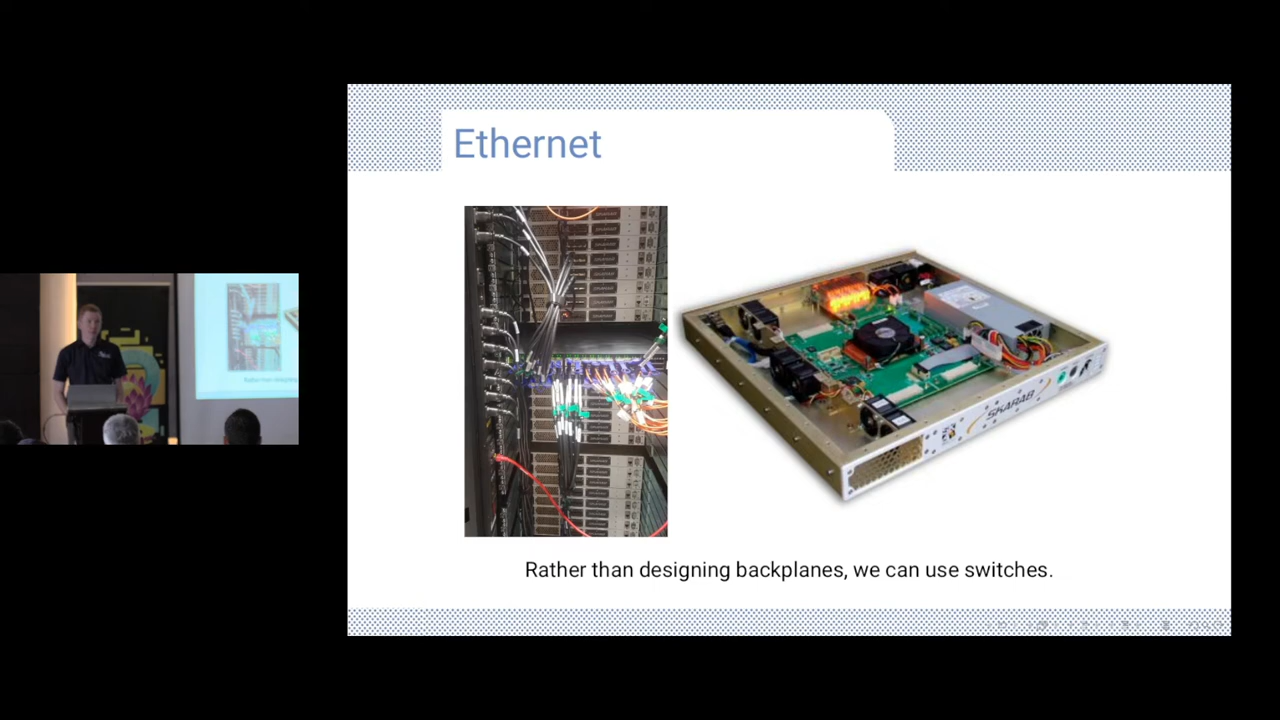 Ethernet
SKARAB
Rather than designing backplanes, we can use switches.